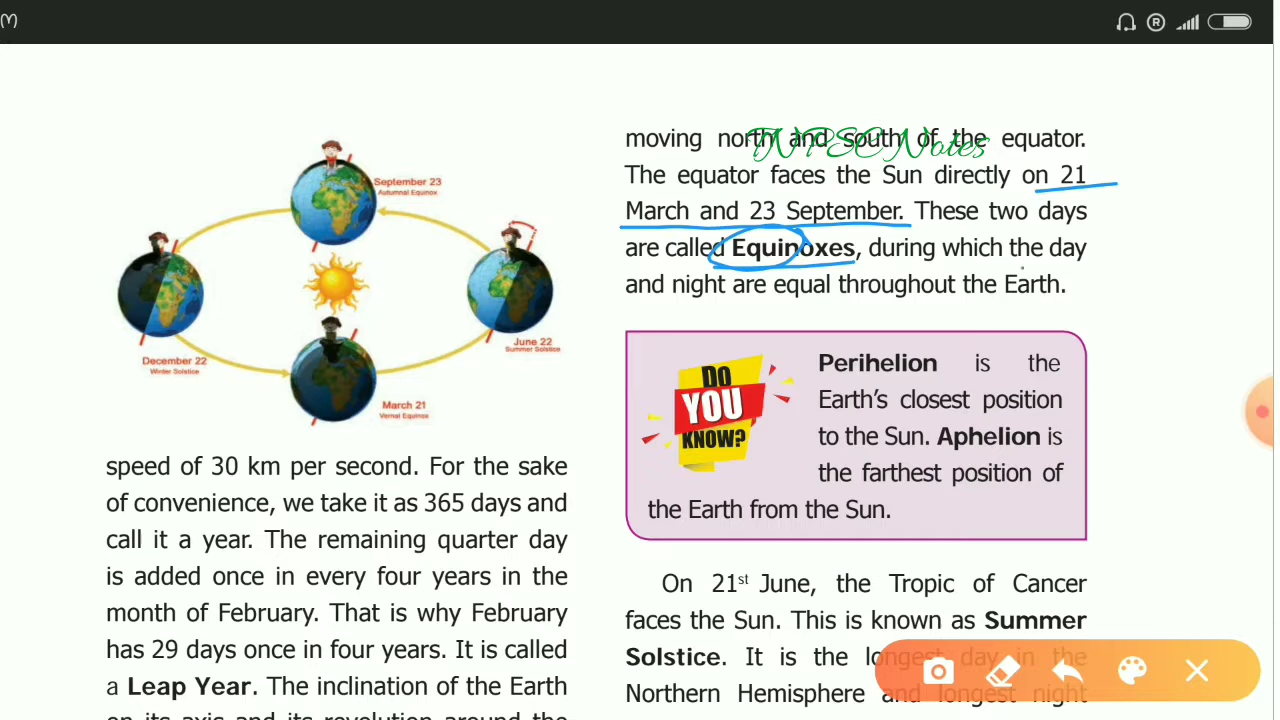 September 23
Autumnal Equinox
June 22
Summer Solstice
December 22
Winter Solstice
March 21
Vernal Equinox
speed of 30 km per second. For the sake
of convenience, we take it as 365 days and
call it a year. The remaining quarter day
is added once in every four years in the
month of February. That is why February
has 29 days once in four years. It is called
a Leap Year. The inclination of the Earth
on its axis and its revolution around the
TNPSC Notes
moving north and south of the equator.
The equator faces the Sun directly on 21
March and 23 September. These two days
are called Equinoxes, during which the day
and night are equal throughout the Earth.
DO
YOU
KNOW?
Perihelion is the
Earth's closest position
to the Sun. Aphelion is
the farthest position of
the Earth from the Sun.
On 21st June, the Tropic of Cancer
faces the Sun. This is known as Summer
Solstice. It is the longest day in the
Northern Hemisphere and longest night